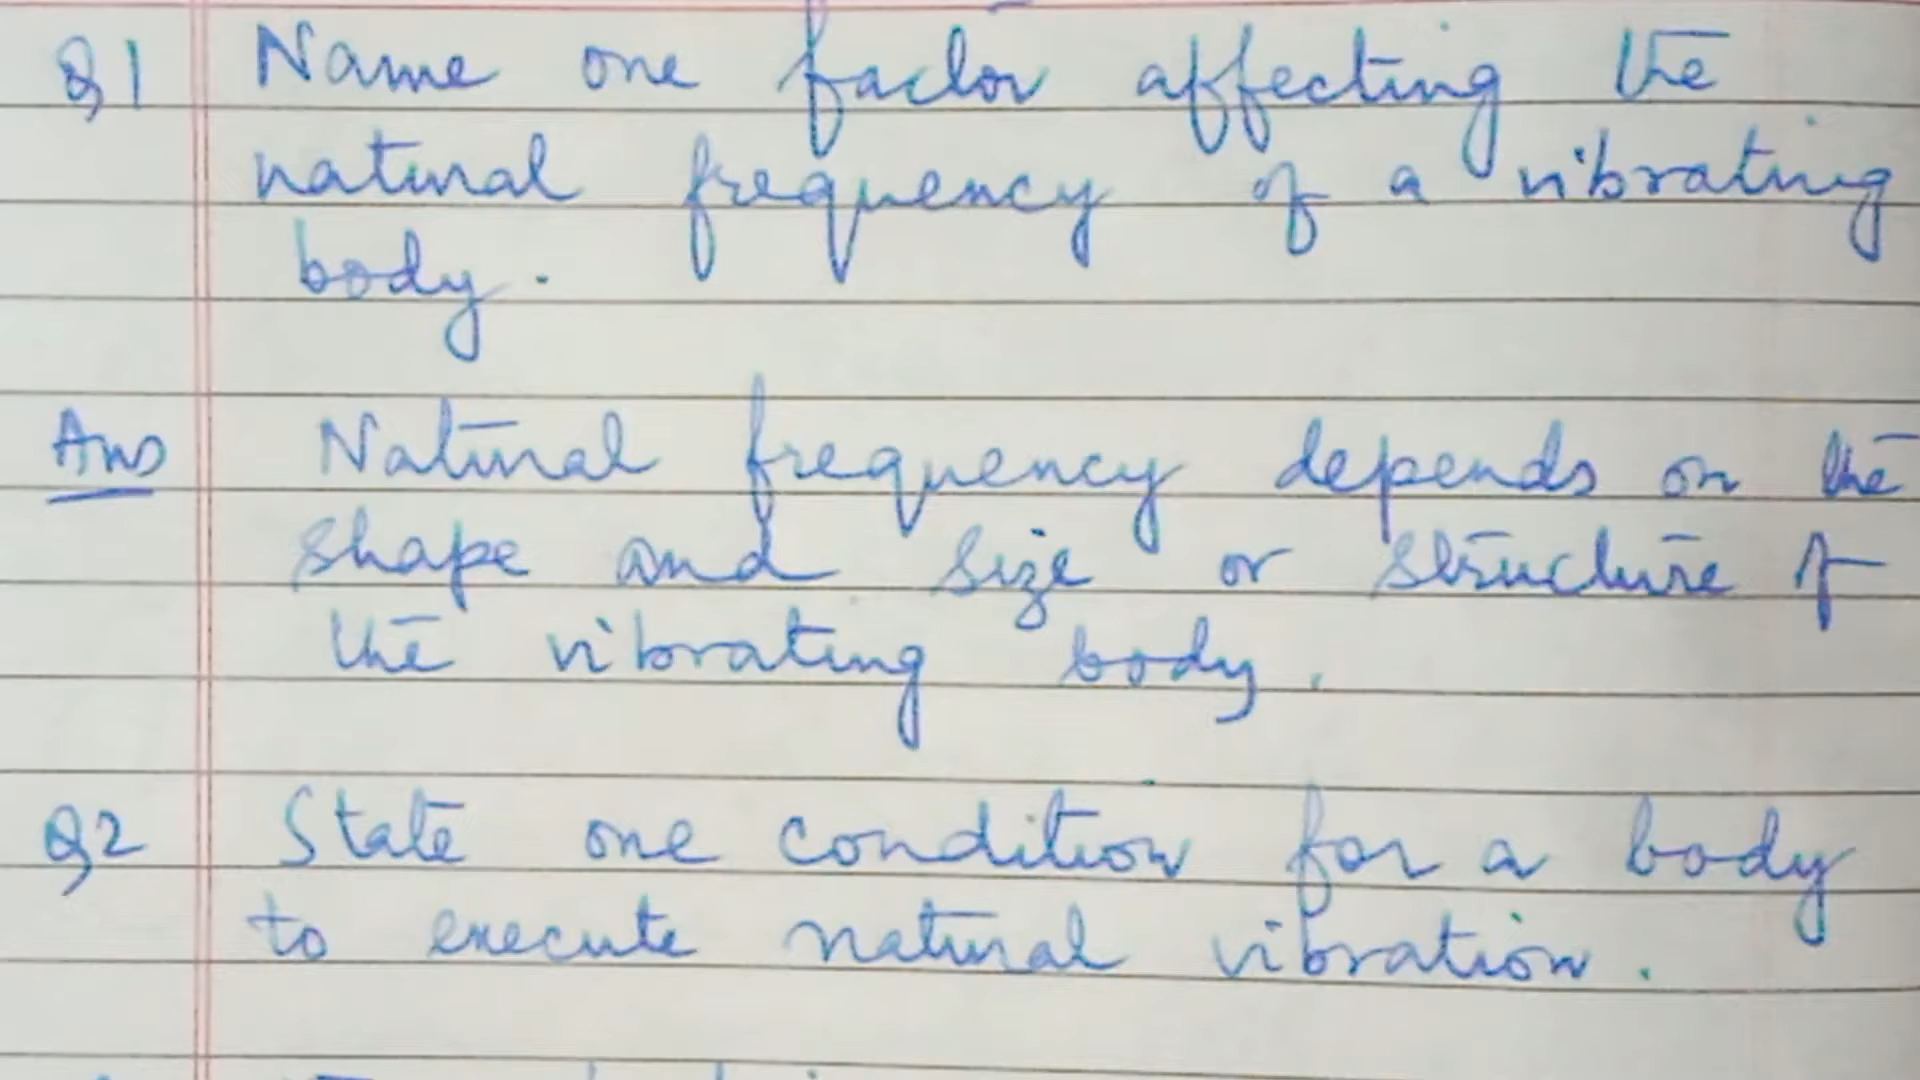 Q1 Name one factor affecting the
natural frequency of a vibrating
body.
Ans Natural frequency depends on the
shape and size or structure of
the vibrating body.
Q2 State one condition for a body
to execute natural vibration.